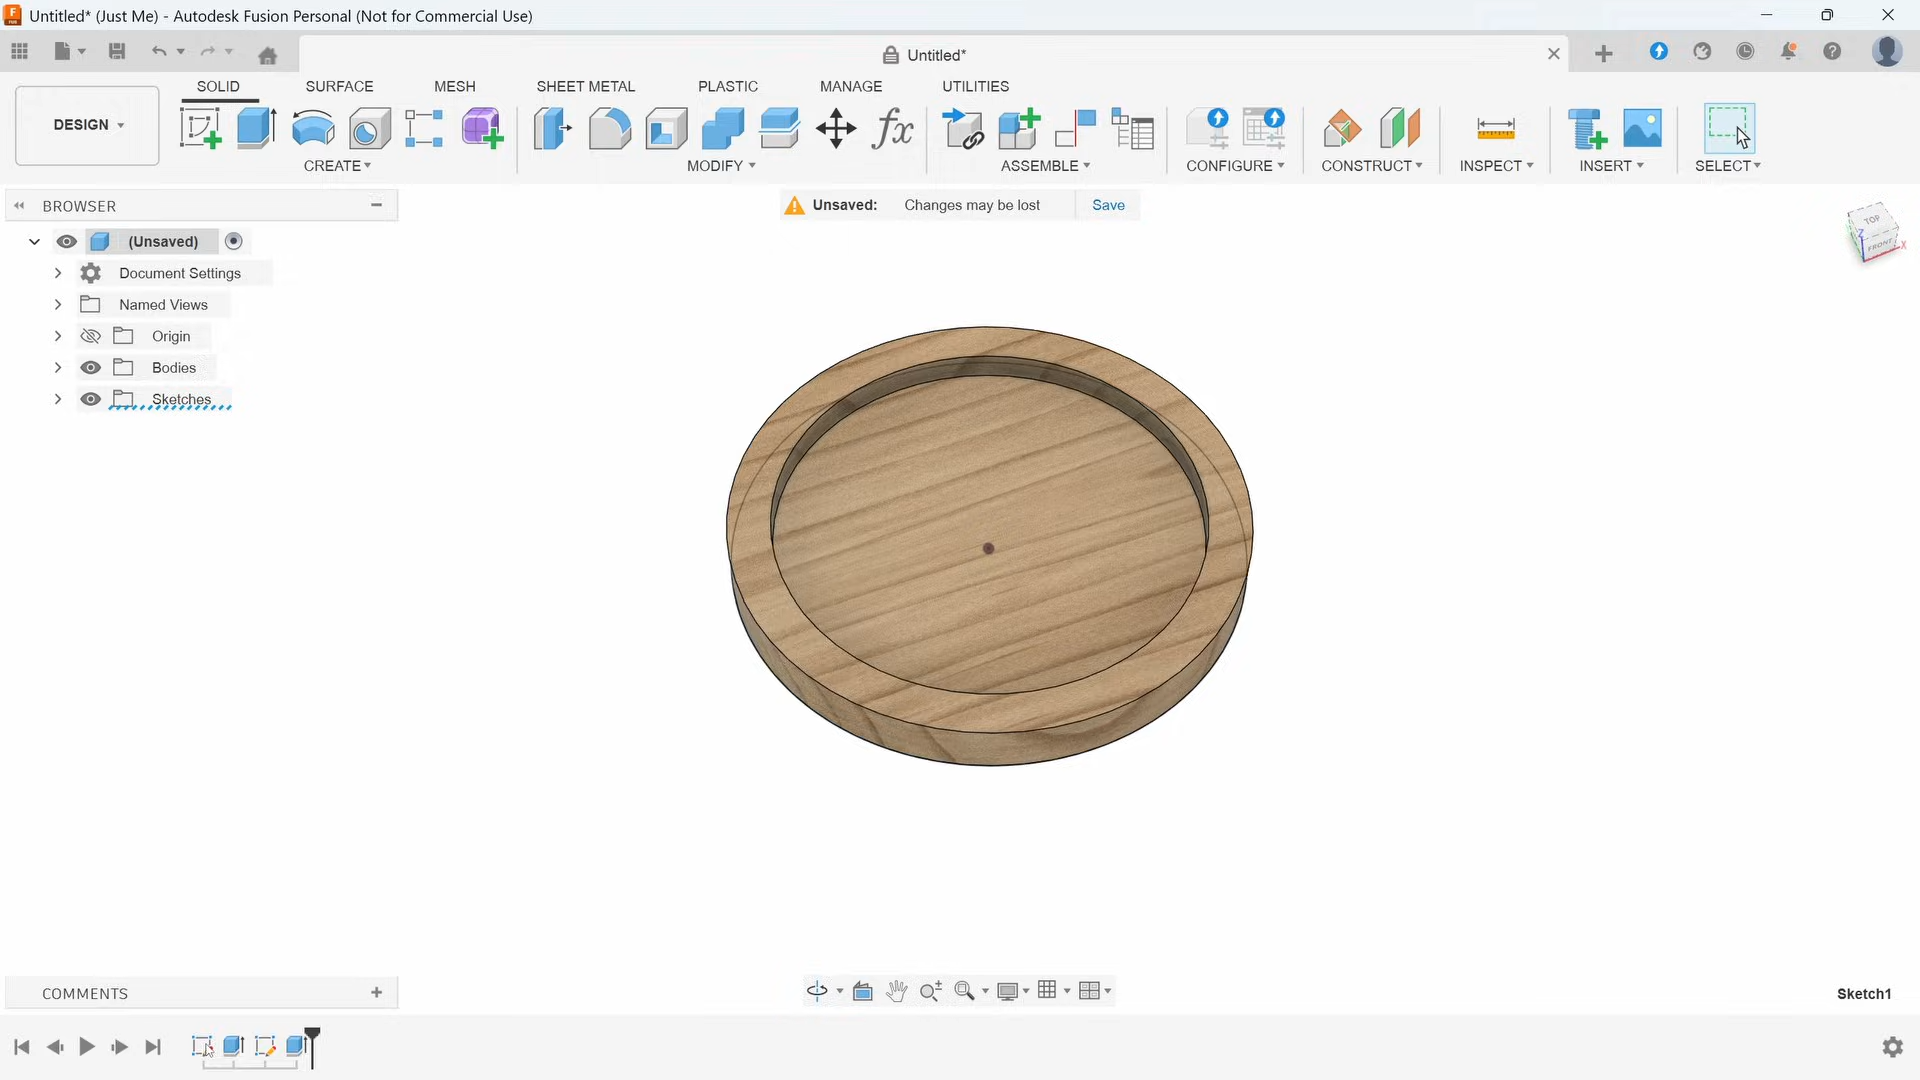 Untitled* (Just Me) - Autodesk Fusion Personal (Not for Commercial Use)
Untitled*
SOLID SURFACE MESH SHEET METAL PLASTIC MANAGE UTILITIES
DESIGN
CREATE MODIFY ASSEMBLE CONFIGURE CONSTRUCT INSPECT INSERT SELECT
BROWSER
Unsaved: Changes may be lost Save
(Unsaved)
Document Settings
Named Views
Origin
Bodies
Sketches
TOP
FRONT
Z
X
COMMENTS
Sketch1